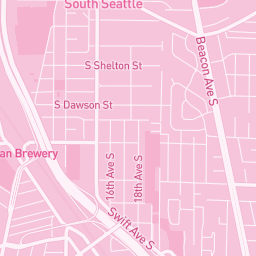 South Seattle
S Shelton St
Beacon Ave S
S Dawson St
an Brewery
16th Ave S
18th Ave S
Swift Ave S